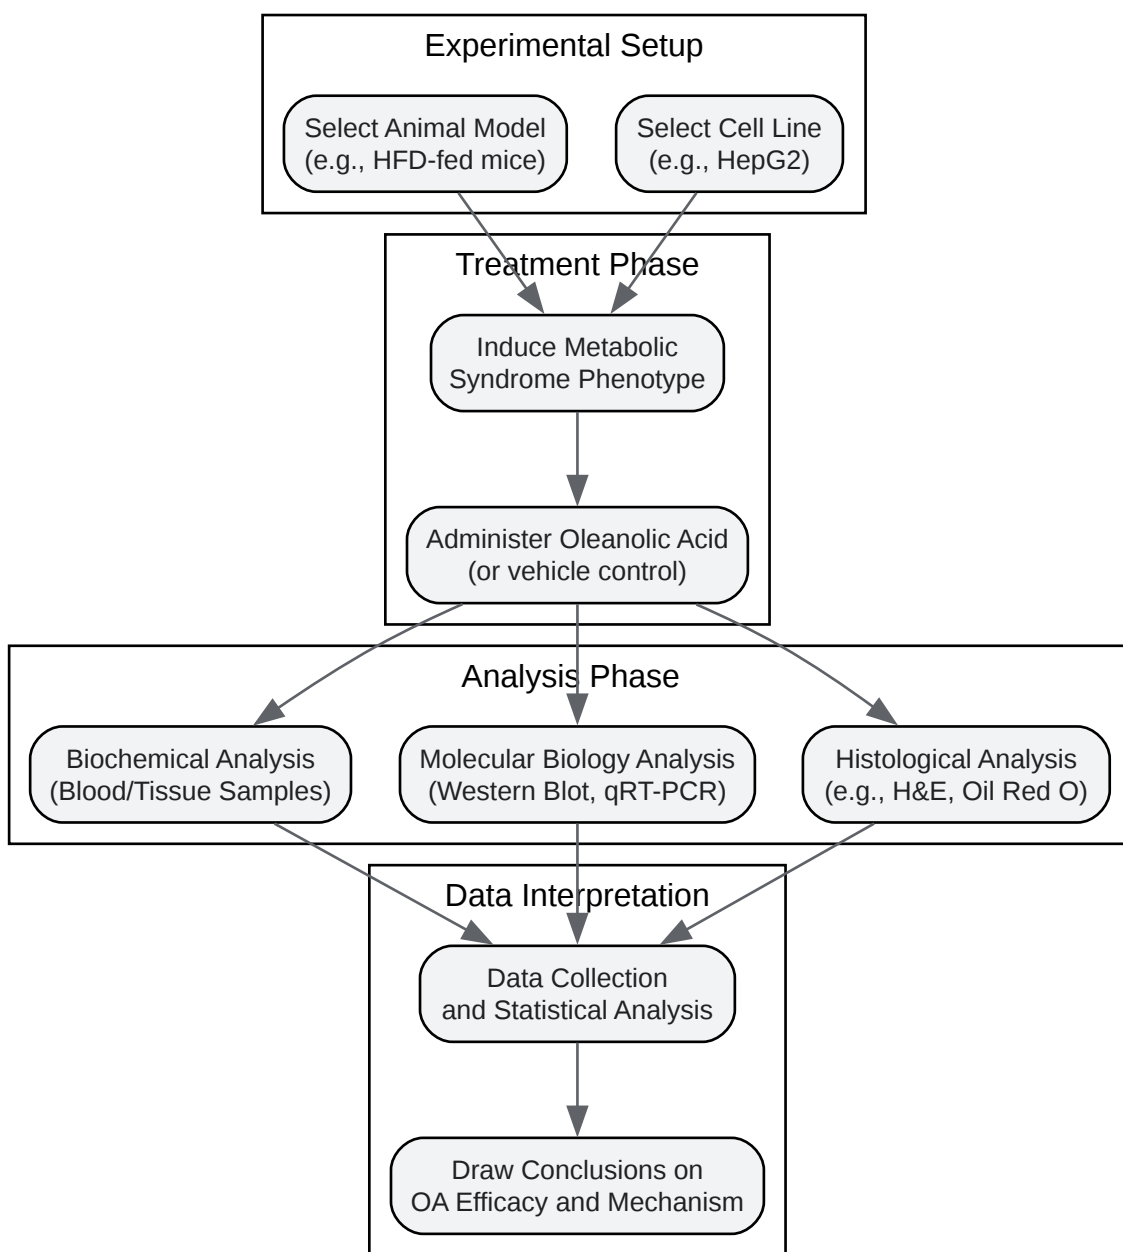 Experimental Setup
Select Animal Model
(e.g., HFD-fed mice)
Select Cell Line
(e.g., HepG2)
Treatment Phase
Induce Metabolic
Syndrome Phenotype
Administer Oleanolic Acid
(or vehicle control)
Analysis Phase
Biochemical Analysis
(Blood/Tissue Samples)
Molecular Biology Analysis
(Western Blot, qRT-PCR)
Histological Analysis
(e.g., H&E, Oil Red O)
Data Interpretation
Data Collection
and Statistical Analysis
Draw Conclusions on
OA Efficacy and Mechanism